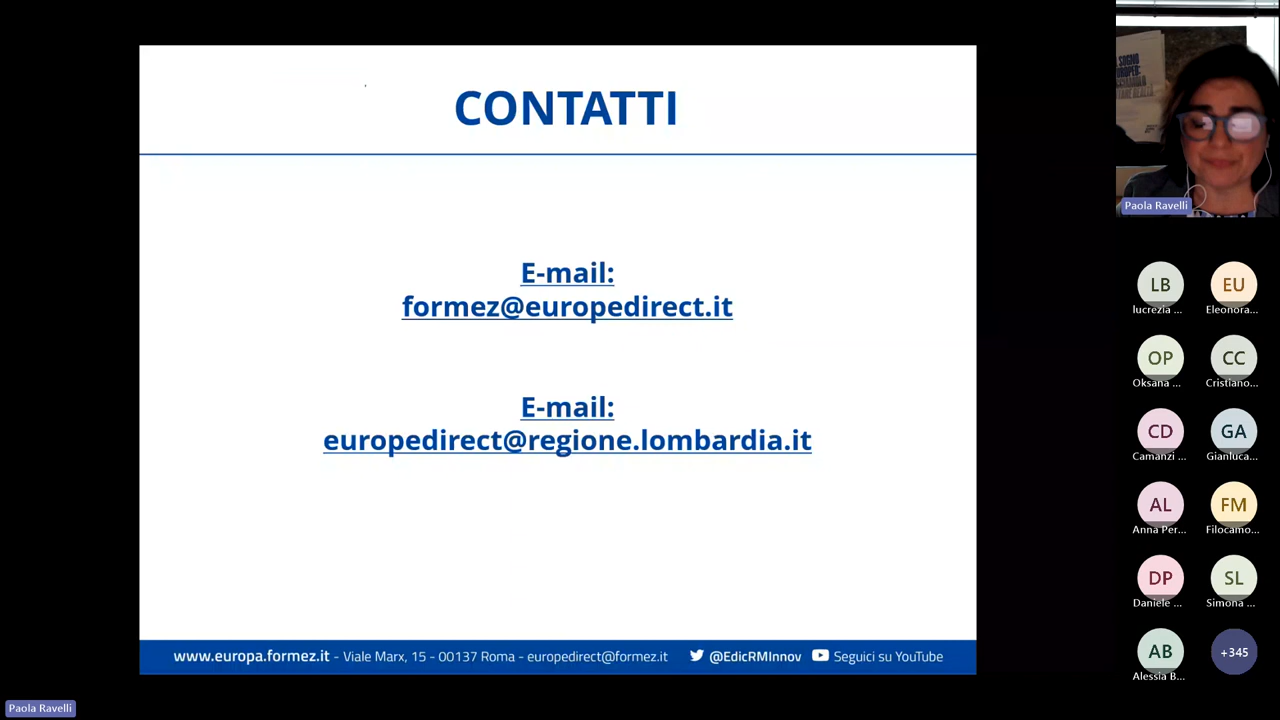 CONTATTI
E-mail:
formez@europedirect.it
E-mail:
europedirect@regione.lombardia.it
www.europa.formez.it - Viale Marx, 15 - 00137 Roma - europedirect@formez.it @EdicRMInnov Seguici su YouTube
Paola Ravelli
LB EU
lucrezia ... Eleonora...
OP CC
Oksana ... Cristiano...
CD GA
Camanzi ... Gianluca...
AL FM
Anna Per... Filocamo...
DP SL
Daniele ... Simona ...
AB +345
Alessia B...
Paola Ravelli